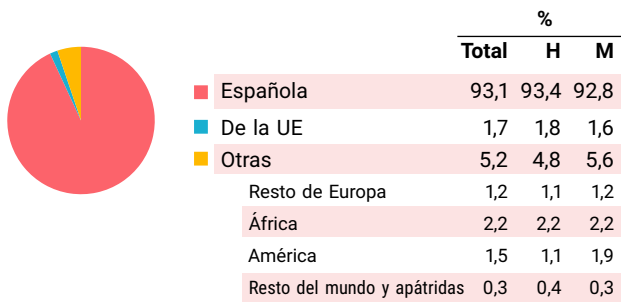 %
Total H M
Española 93,1 93,4 92,8
De la UE 1,7 1,8 1,6
Otras 5,2 4,8 5,6
Resto de Europa 1,2 1,1 1,2
África 2,2 2,2 2,2
América 1,5 1,1 1,9
Resto del mundo y apátridas 0,3 0,4 0,3